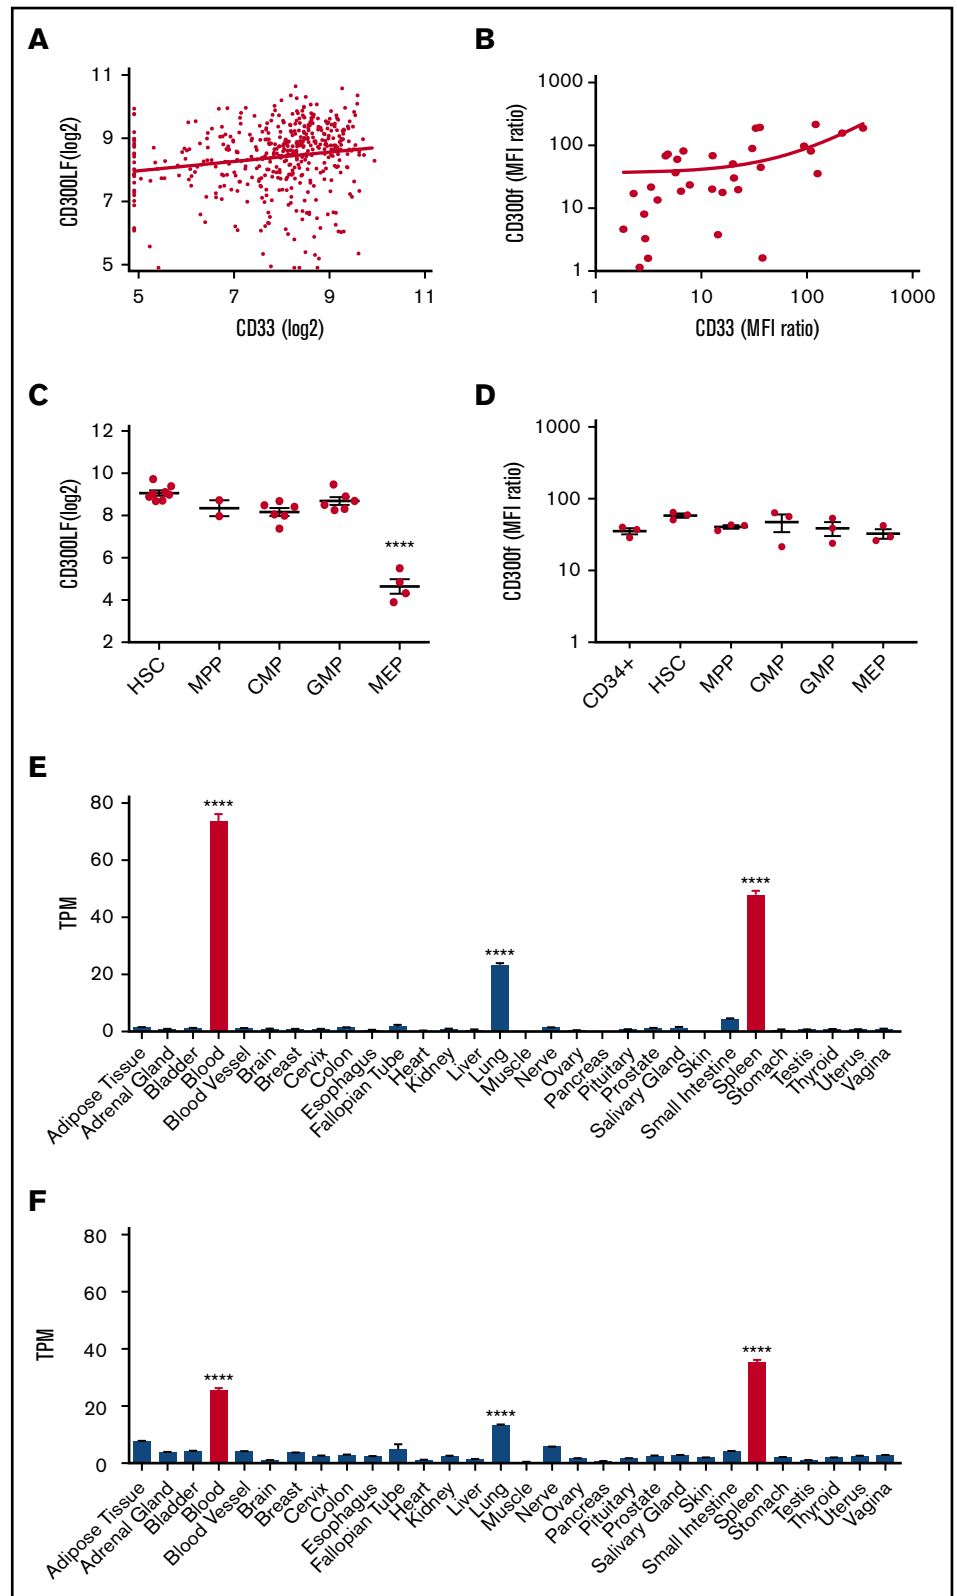 A
CD300LF(log2)
11
9
7
5
5 7 9 11
CD33 (log2)
B
CD300f (MFI ratio)
1000
100
10
1
1 10 100 1000
CD33 (MFI ratio)
C
CD300LF(log2)
12
10
8
6
4
2
****
HSC MPP CMP GMP MEP
D
CD300f (MFI ratio)
1000
100
10
1
CD34+ HSC MPP CMP GMP MEP
E
TPM
80
60
40
20
0
**** **** ****
Adipose Tissue
Adrenal Gland
Bladder
Blood
Blood Vessel
Brain
Breast
Cervix
Colon
Esophagus
Fallopian Tube
Heart
Kidney
Liver
Lung
Muscle
Nerve
Ovary
Pancreas
Pituitary
Prostate
Salivary Gland
Skin
Small Intestine
Spleen
Stomach
Testis
Thyroid
Uterus
Vagina
F
TPM
80
60
40
20
0
**** **** ****
Adipose Tissue
Adrenal Gland
Bladder
Blood
Blood Vessel
Brain
Breast
Cervix
Colon
Esophagus
Fallopian Tube
Heart
Kidney
Liver
Lung
Muscle
Nerve
Ovary
Pancreas
Pituitary
Prostate
Salivary Gland
Skin
Small Intestine
Spleen
Stomach
Testis
Thyroid
Uterus
Vagina